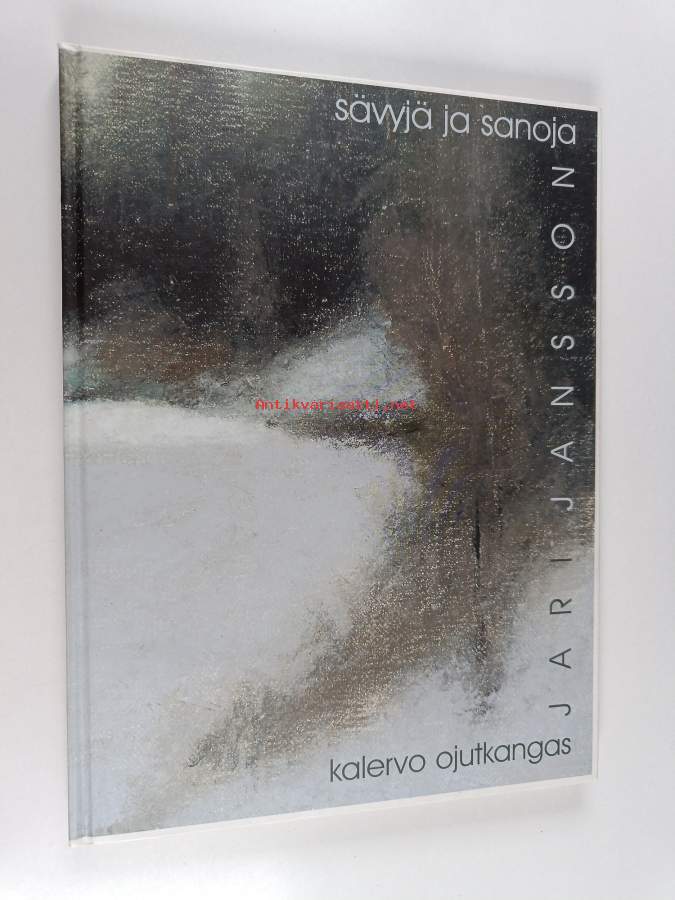 sävyjä ja sanoja
JARI JANSSON
Antikvariaatti.net
kalervo ojutkangas